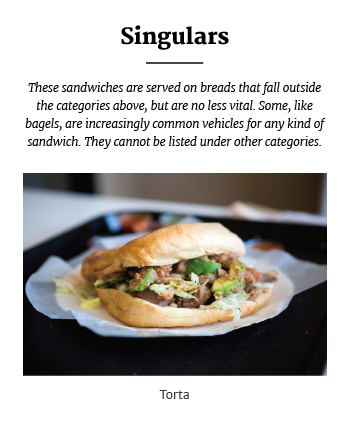 Singulars
These sandwiches are served on breads that fall outside
the categories above, but are no less vital. Some, like
bagels, are increasingly common vehicles for any kind of
sandwich. They cannot be listed under other categories.
Torta